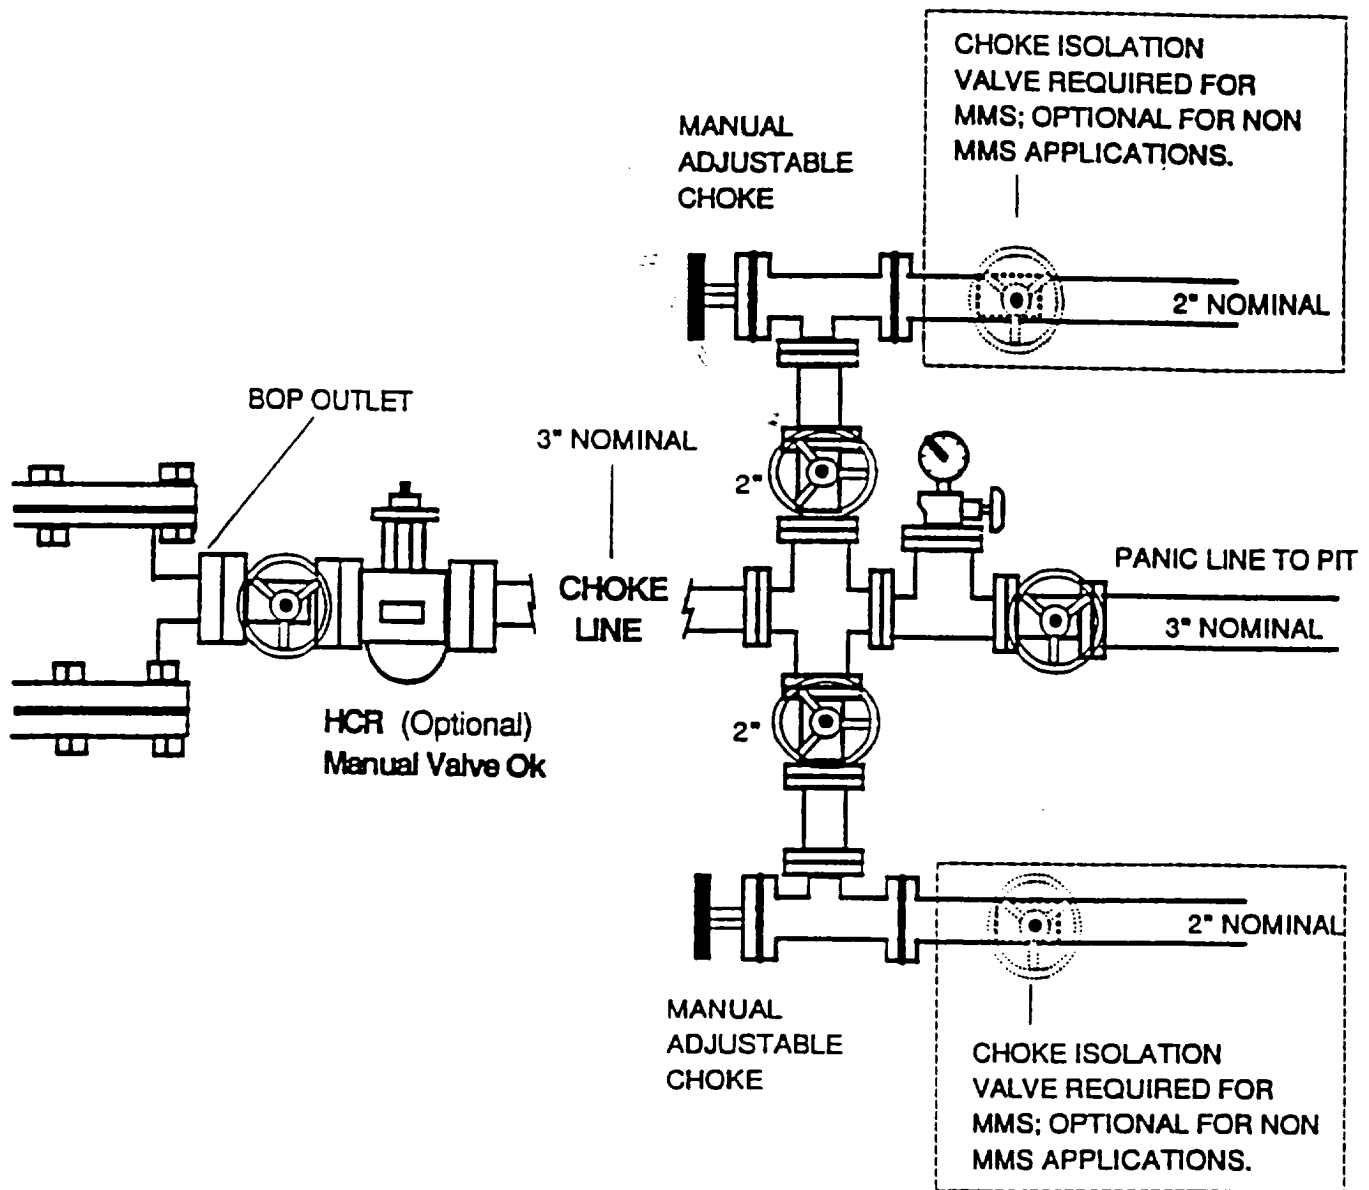 CHOKE ISOLATION
VALVE REQUIRED FOR
MMS; OPTIONAL FOR NON
MMS APPLICATIONS.
MANUAL
ADJUSTABLE
CHOKE
2" NOMINAL
BOP OUTLET
3" NOMINAL
2"
CHOKE
LINE
PANIC LINE TO PIT
3" NOMINAL
HCR (Optional)
Manual Valve Ok
2"
2" NOMINAL
MANUAL
ADJUSTABLE
CHOKE
CHOKE ISOLATION
VALVE REQUIRED FOR
MMS; OPTIONAL FOR NON
MMS APPLICATIONS.